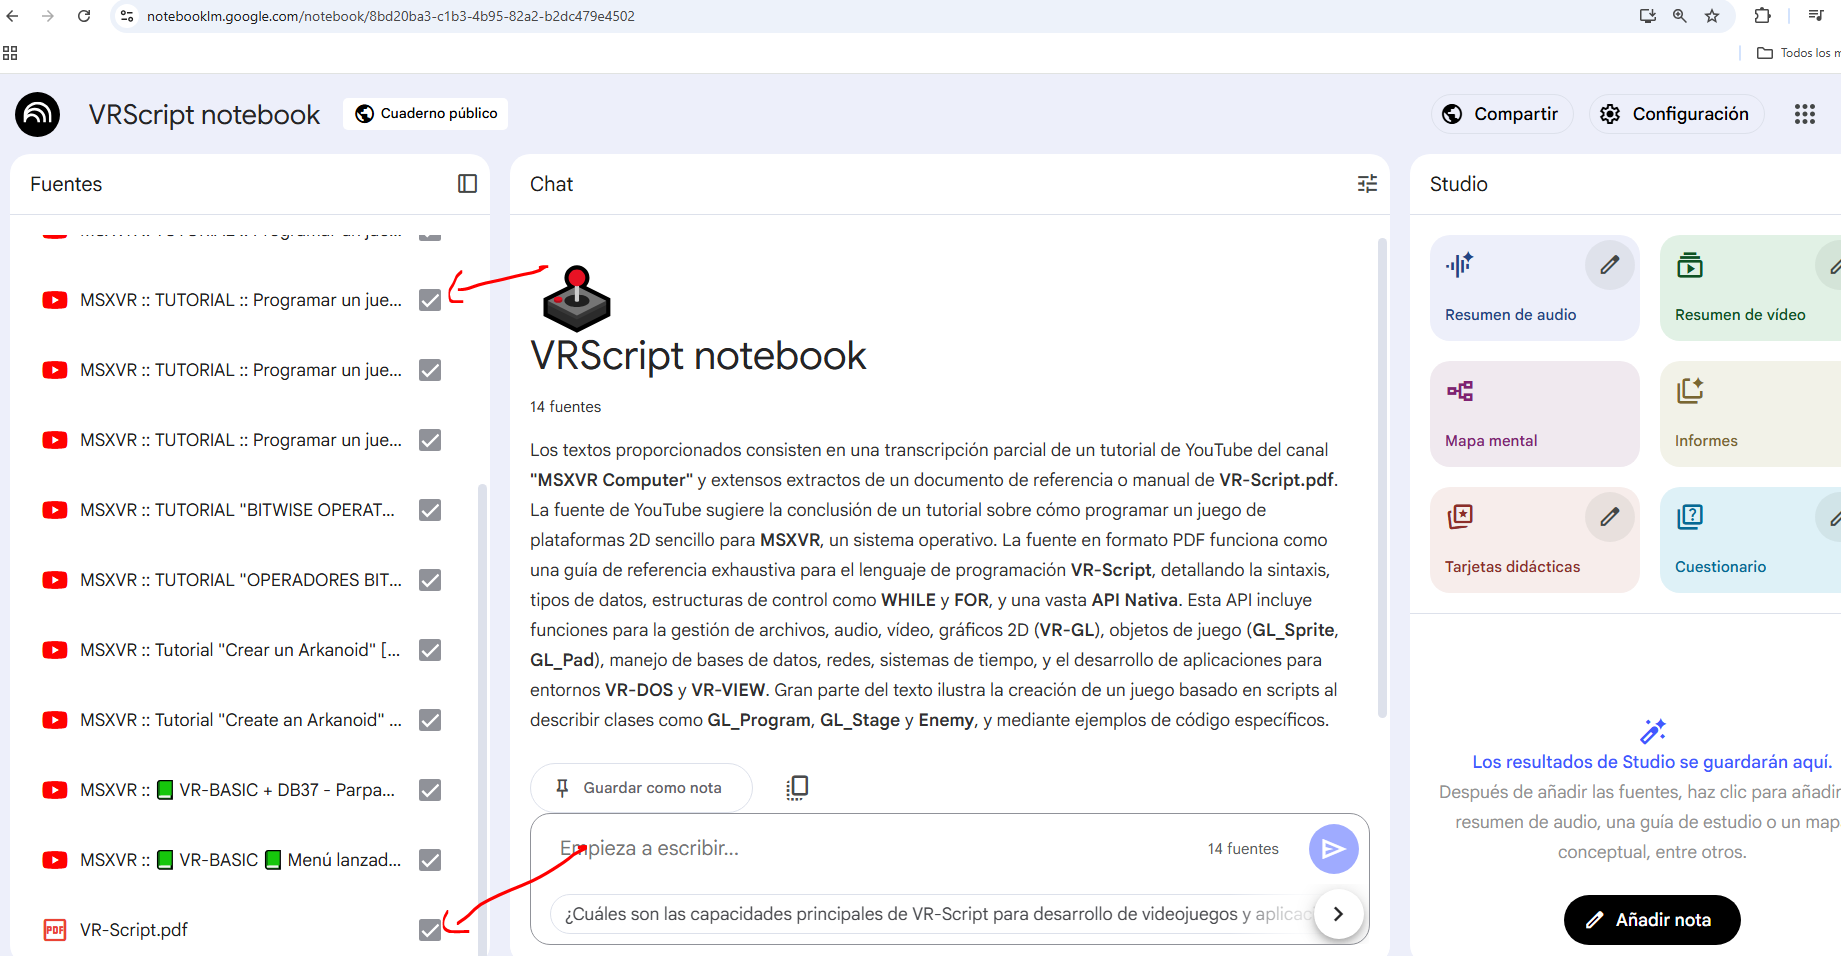 notebooklm.google.com/notebook/8bd20ba3-c1b3-4b95-82a2-b2dc479e4502
Todos los m
VRScript notebook
Cuaderno público
Compartir
Configuración
Fuentes
MSXVR :: TUTORIAL :: Programar un jue...
MSXVR :: TUTORIAL :: Programar un jue...
MSXVR :: TUTORIAL :: Programar un jue...
MSXVR :: TUTORIAL "BITWISE OPERAT...
MSXVR :: TUTORIAL "OPERADORES BIT...
MSXVR :: Tutorial "Crear un Arkanoid" [...
MSXVR :: Tutorial "Create an Arkanoid" ...
MSXVR :: 📗 VR-BASIC + DB37 - Parpa...
MSXVR :: 📗 VR-BASIC 📗 Menú lanzad...
PDF
VR-Script.pdf
Chat
VRScript notebook
14 fuentes
Los textos proporcionados consisten en una transcripción parcial de un tutorial de YouTube del canal
"MSXVR Computer" y extensos extractos de un documento de referencia o manual de VR-Script.pdf.
La fuente de YouTube sugiere la conclusión de un tutorial sobre cómo programar un juego de
plataformas 2D sencillo para MSXVR, un sistema operativo. La fuente en formato PDF funciona como
una guía de referencia exhaustiva para el lenguaje de programación VR-Script, detallando la sintaxis,
tipos de datos, estructuras de control como WHILE y FOR, y una vasta API Nativa. Esta API incluye
funciones para la gestión de archivos, audio, vídeo, gráficos 2D (VR-GL), objetos de juego (GL_Sprite,
GL_Pad), manejo de bases de datos, redes, sistemas de tiempo, y el desarrollo de aplicaciones para
entornos VR-DOS y VR-VIEW. Gran parte del texto ilustra la creación de un juego basado en scripts al
describir clases como GL_Program, GL_Stage y Enemy, y mediante ejemplos de código específicos.
Guardar como nota
Empieza a escribir...
14 fuentes
¿Cuáles son las capacidades principales de VR-Script para desarrollo de videojuegos y aplicac
Studio
Resumen de audio
Resumen de vídeo
Mapa mental
Informes
Tarjetas didácticas
Cuestionario
Los resultados de Studio se guardarán aquí.
Después de añadir las fuentes, haz clic para añadir
resumen de audio, una guía de estudio o un map
conceptual, entre otros.
Añadir nota